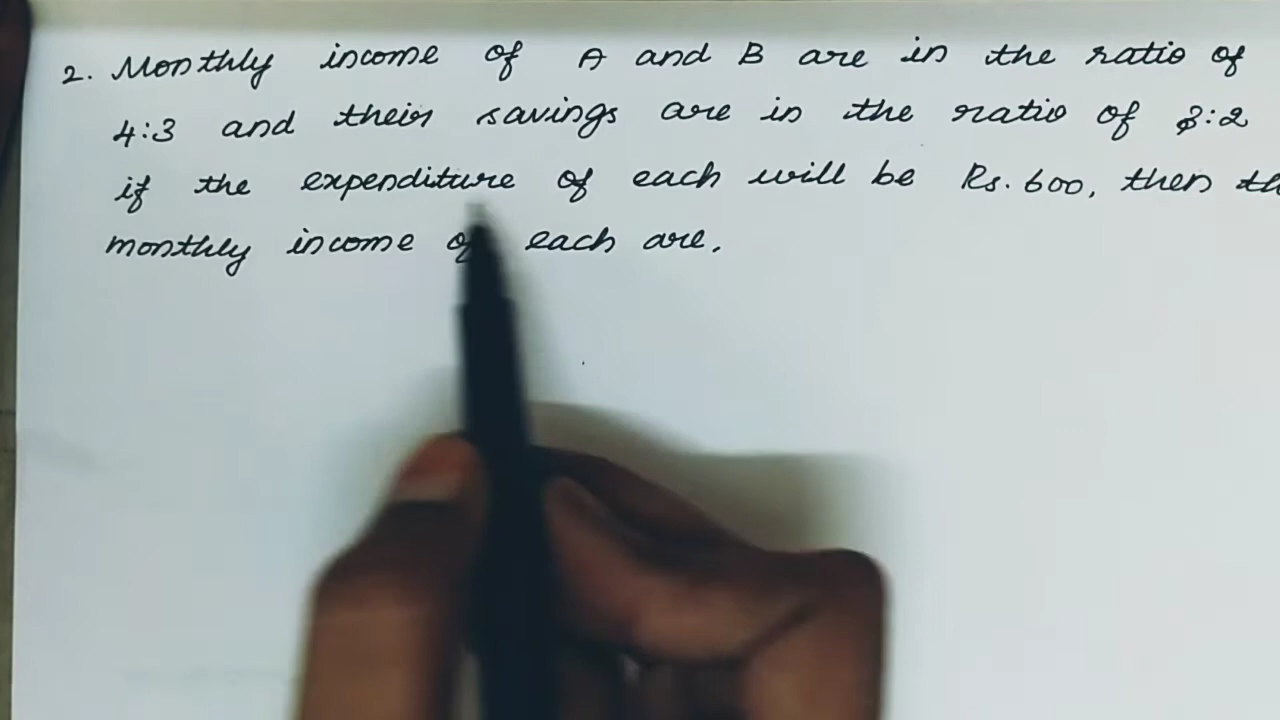 2. Monthly income of A and B are in the ratio of
4:3 and their savings are in the ratio of 3:2
if the expenditure of each will be Rs. 600, then
monthly income of each are.